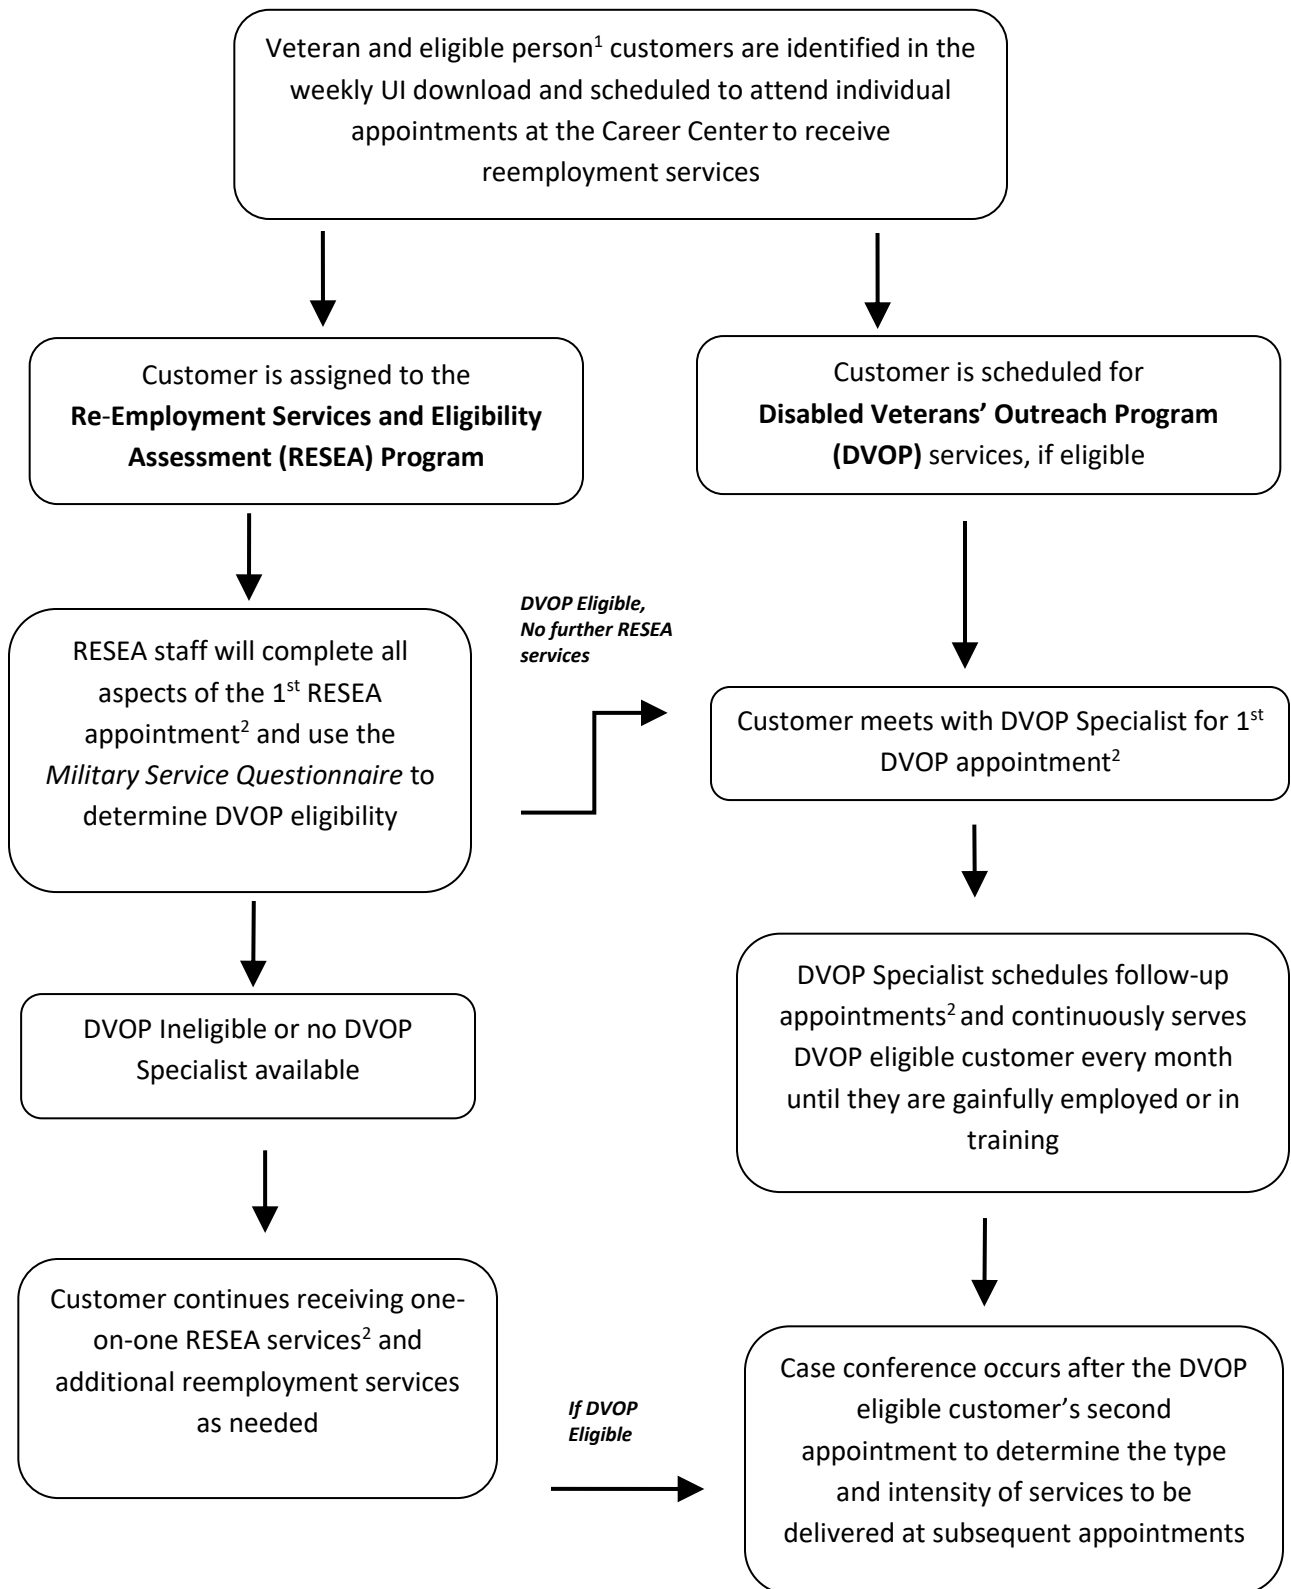 Veteran and eligible person¹ customers are identified in the
weekly UI download and scheduled to attend individual
appointments at the Career Center to receive
reemployment services
Customer is assigned to the
Re-Employment Services and Eligibility
Assessment (RESEA) Program
Customer is scheduled for
Disabled Veterans’ Outreach Program
(DVOP) services, if eligible
RESEA staff will complete all
aspects of the 1st RESEA
appointment² and use the
Military Service Questionnaire to
determine DVOP eligibility
DVOP Eligible,
No further RESEA
services
Customer meets with DVOP Specialist for 1st
DVOP appointment²
DVOP Ineligible or no DVOP
Specialist available
DVOP Specialist schedules follow-up
appointments² and continuously serves
DVOP eligible customer every month
until they are gainfully employed or in
training
Customer continues receiving one-
on-one RESEA services² and
additional reemployment services
as needed
If DVOP
Eligible
Case conference occurs after the DVOP
eligible customer’s second
appointment to determine the type
and intensity of services to be
delivered at subsequent appointments